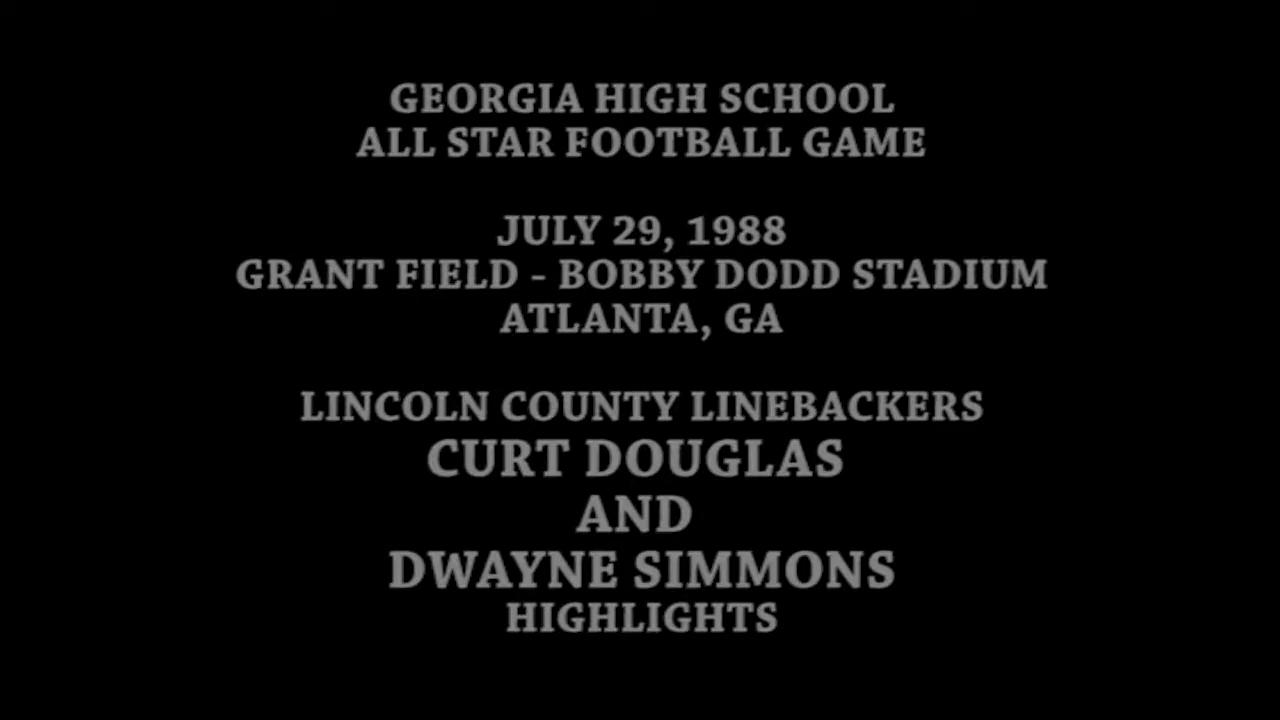 GEORGIA HIGH SCHOOL
ALL STAR FOOTBALL GAME
JULY 29, 1988
GRANT FIELD - BOBBY DODD STADIUM
ATLANTA, GA
LINCOLN COUNTY LINEBACKERS
CURT DOUGLAS
AND
DWAYNE SIMMONS
HIGHLIGHTS